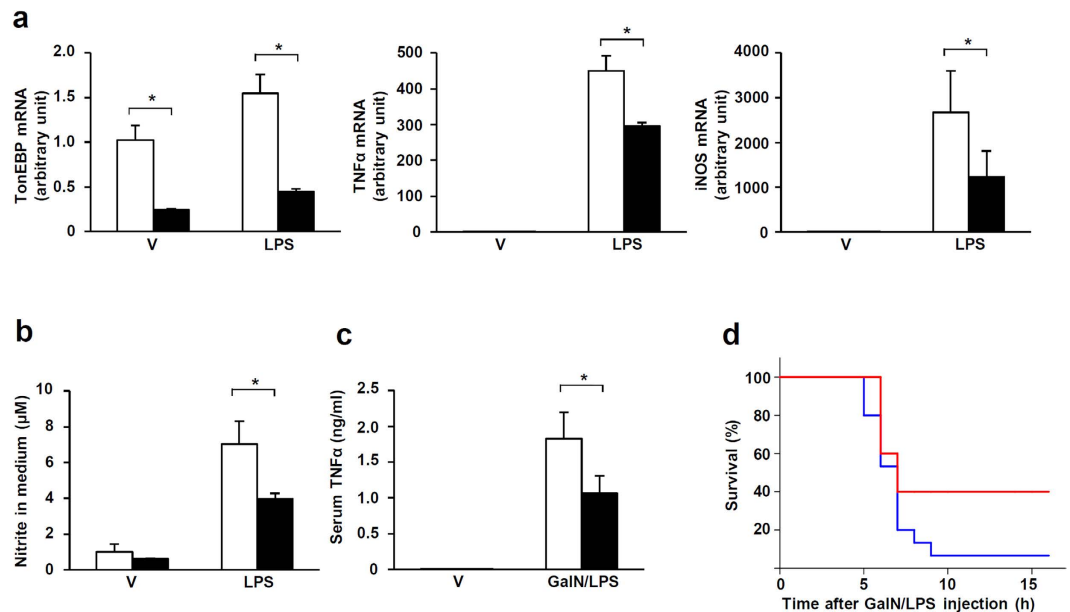 a
TonEBP mRNA
(arbitrary unit)
2.0
1.5
1.0
0.5
0
*
*
V
LPS
TNFα mRNA
(arbitrary unit)
500
400
300
200
100
0
*
V
LPS
iNOS mRNA
(arbitrary unit)
4000
3000
2000
1000
0
*
V
LPS
b
Nitrite in medium (μM)
10
8
6
4
2
0
*
V
LPS
c
Serum TNFα (ng/ml)
2.5
2.0
1.5
1.0
0.5
0
*
V
GalN/LPS
d
Survival (%)
100
80
60
40
20
0
5
10
15
Time after GalN/LPS injection (h)